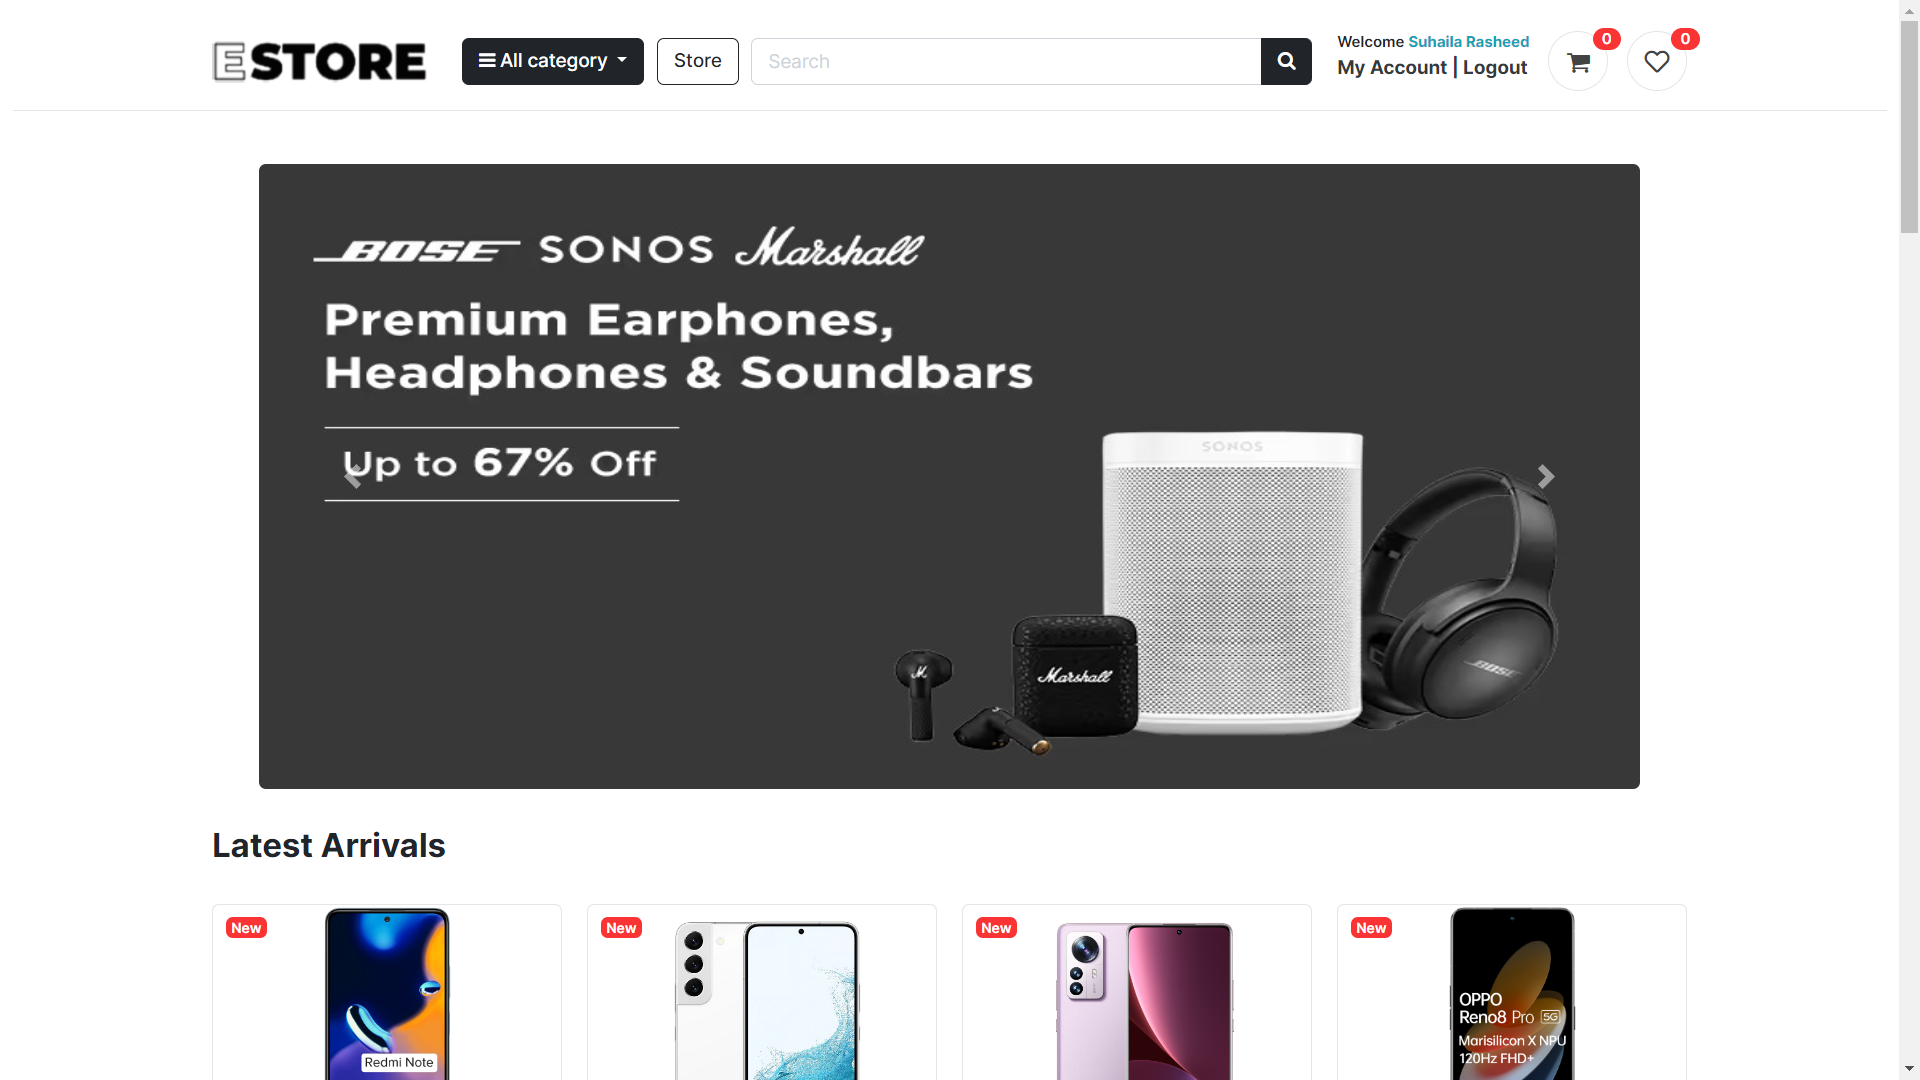 ESTORE
All category
Store
Search
Welcome Suhaila Rasheed
My Account | Logout
0
0
BOSE SONOS Marshall
Premium Earphones,
Headphones & Soundbars
Up to 67% Off
SONOS
Marshall
M
BOSE
Latest Arrivals
New
New
New
New
Redmi Note
OPPO
Reno8 Pro 5G
Marisilicon X NPU
120Hz FHD+